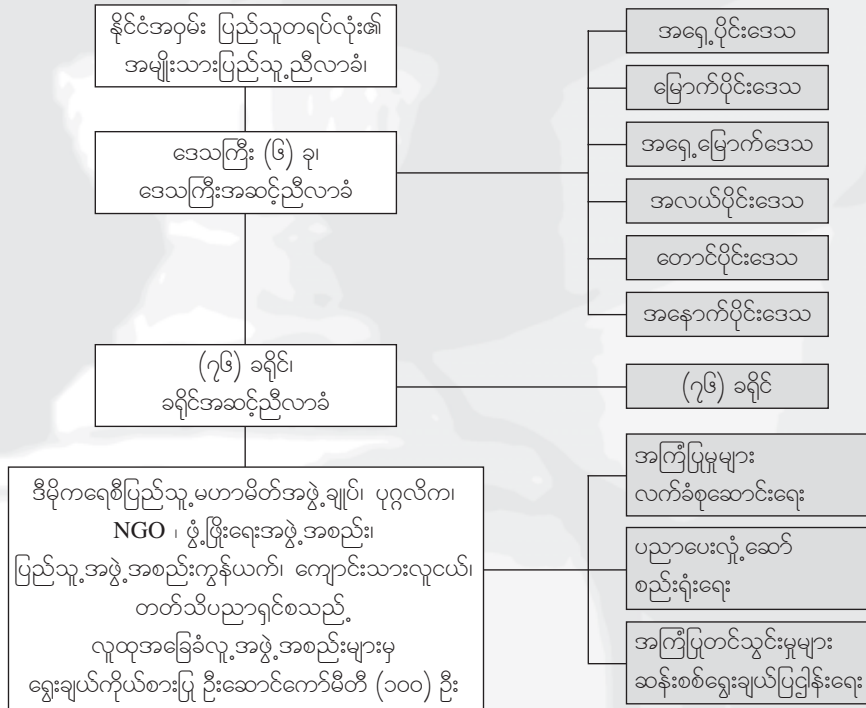 နိုင်ငံအဝှမ်း ပြည်သူတရပ်လုံး၏
အမျိုးသားပြည်သူ့ညီလာခံ၊
ဒေသကြီး (၆) ခု၊
ဒေသကြီးအဆင့်ညီလာခံ
အရှေ့ပိုင်းဒေသ
မြောက်ပိုင်းဒေသ
အရှေ့မြောက်ဒေသ
အလယ်ပိုင်းဒေသ
တောင်ပိုင်းဒေသ
အနောက်ပိုင်းဒေသ
(၇၆) ခရိုင်၊
ခရိုင်အဆင့်ညီလာခံ
(၇၆) ခရိုင်
ဒီမိုကရေစီပြည်သူ့မဟာမိတ်အဖွဲ့ချုပ်၊ ပုဂ္ဂလိက၊
NGO ၊ ဖွံ့ဖြိုးရေးအဖွဲ့အစည်း၊
ပြည်သူ့အဖွဲ့အစည်းကွန်ယက်၊ ကျောင်းသားလူငယ်၊
တတ်သိပညာရှင်စသည့်
လူထုအခြေခံလူ့အဖွဲ့အစည်းများမှ
ရွေးချယ်ကိုယ်စားပြု ဦးဆောင်ကော်မီတီ (၁၀၀) ဦး
အကြံပြုမှုများ
လက်ခံစုဆောင်းရေး
ပညာပေးလှုံ့ဆော်
စည်းရုံးရေး
အကြံပြုတင်သွင်းမှုများ
ဆန်းစစ်ရွေးချယ်ပြဌာန်းရေး